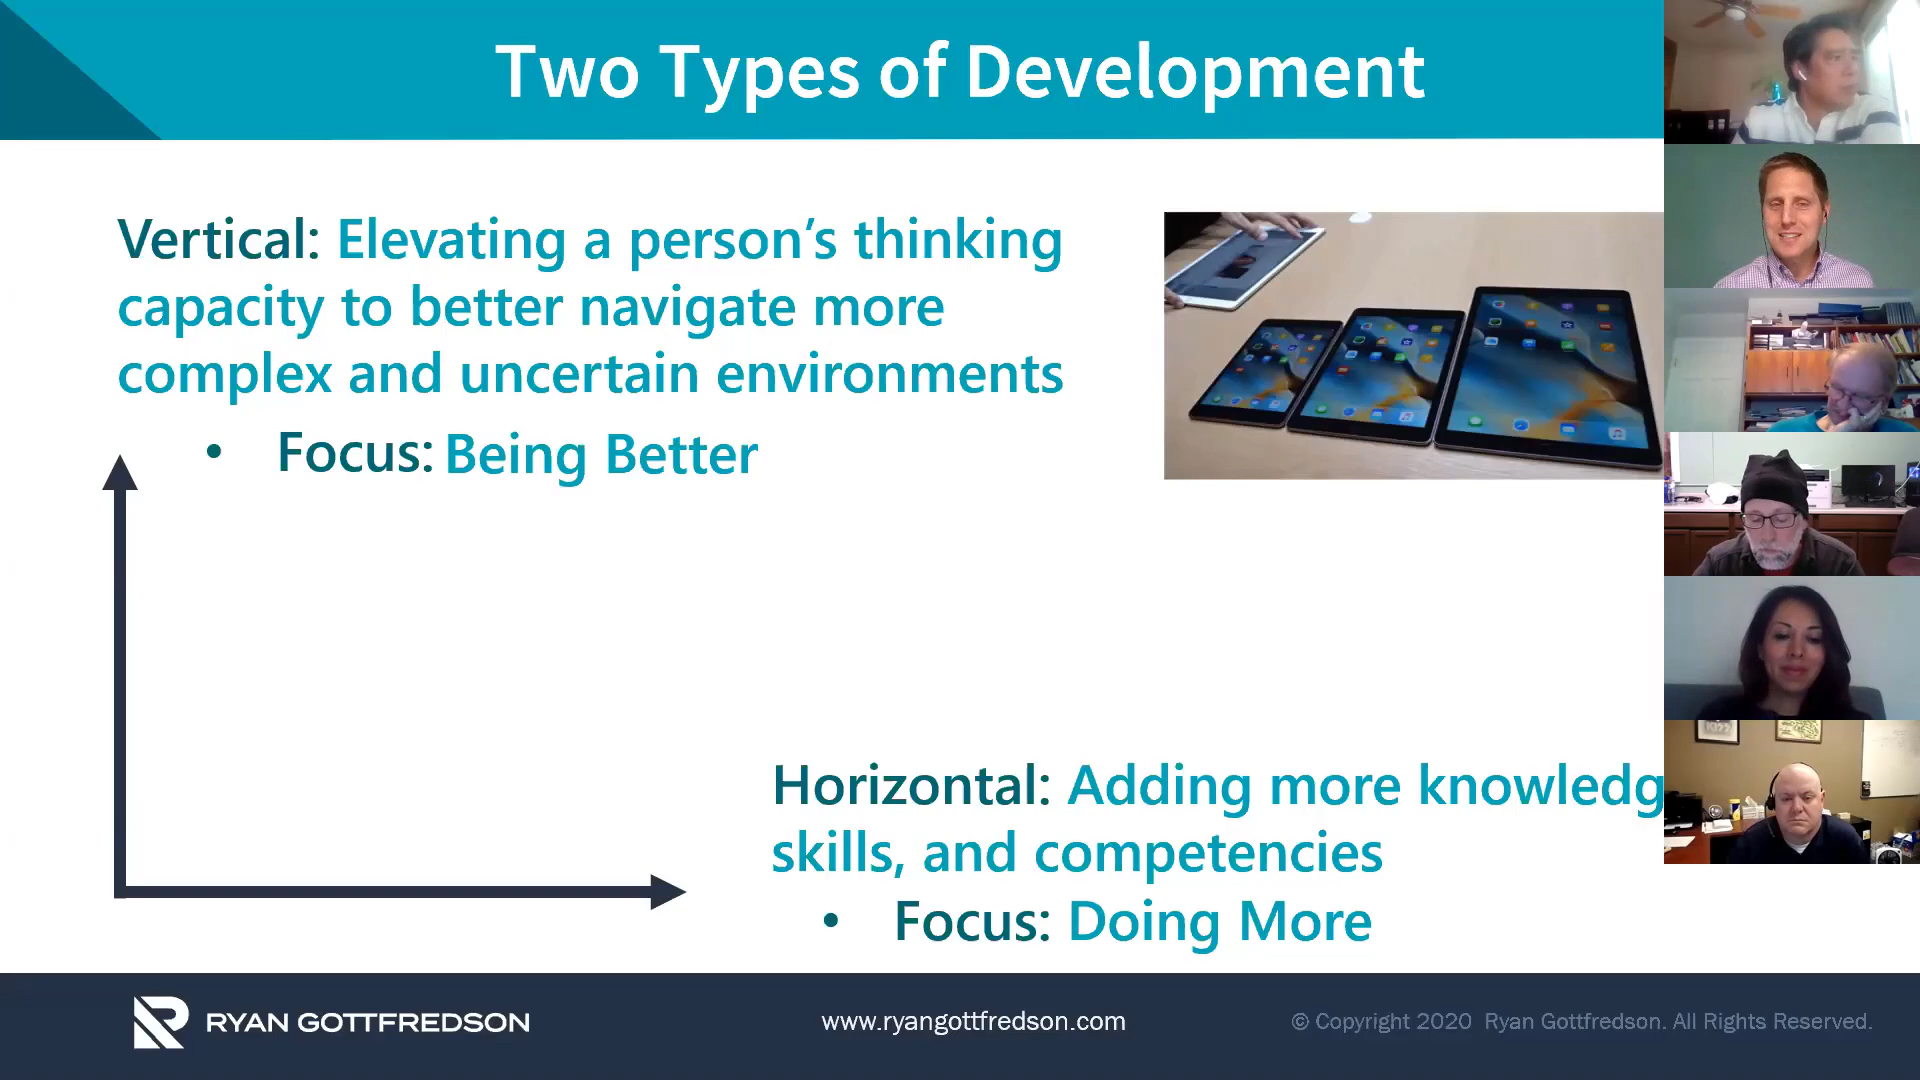 Two Types of Development
Vertical: Elevating a person’s thinking
capacity to better navigate more
complex and uncertain environments
• Focus: Being Better
Horizontal: Adding more knowledg
skills, and competencies
• Focus: Doing More
RYAN GOTTFREDSON
www.ryangottfredson.com
© Copyright 2020 Ryan Gottfredson. All Rights Reserved.